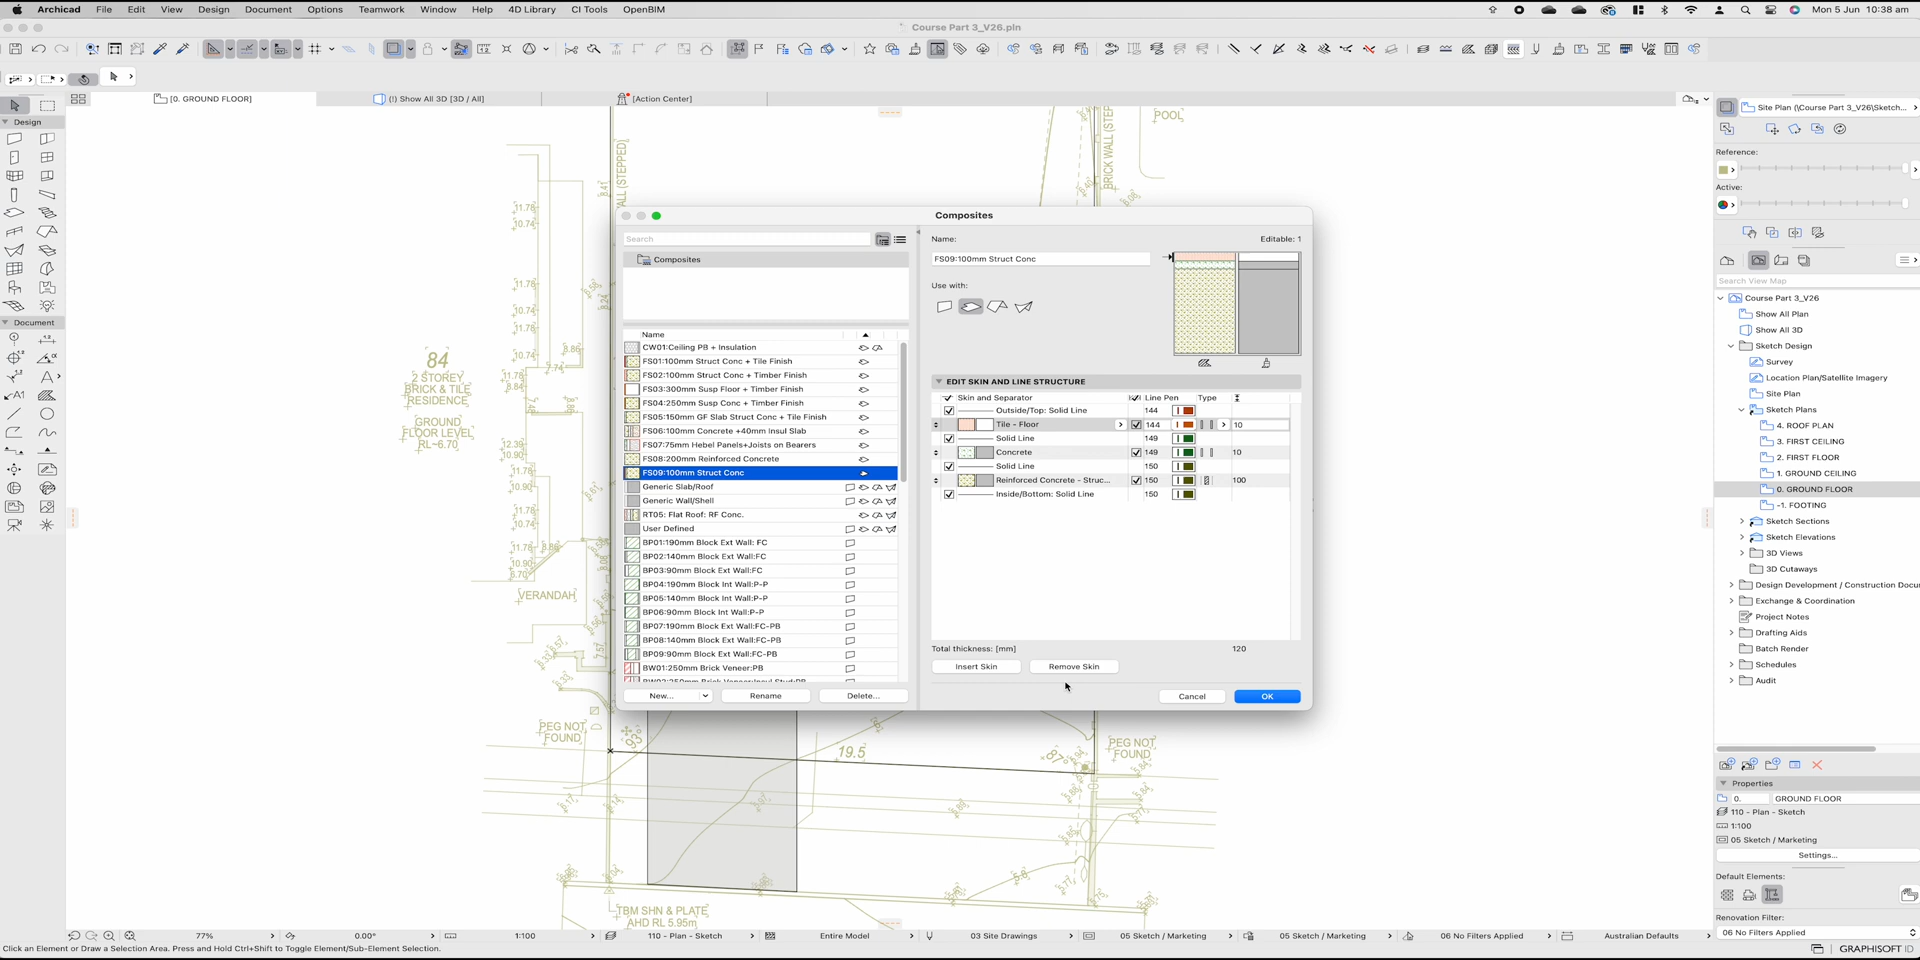 Archicad File Edit View Design Document Options Teamwork Window Help 4D Library CI Tools OpenBIM
Mon 5 Jun 10:38 am
Course Part 3_V26.pln
[0. GROUND FLOOR]
(!) Show All 3D [3D / All]
[Action Center]
Design
Document
84
2 STOREY
BRICK & TILE
RESIDENCE
GROUND
FLOOR LEVEL
RL~6.70
VERANDAH
PEG NOT
FOUND
19.5
93°
87°
PEG NOT
FOUND
TBM SHN & PLATE
AHD RL 5.95m
POOL
Composites
Search
Composites
Name
CW01:Ceiling PB + Insulation
FS01:100mm Struct Conc + Tile Finish
FS02:100mm Struct Conc + Timber Finish
FS03:300mm Susp Floor + Timber Finish
FS04:250mm Susp Conc + Timber Finish
FS05:150mm GF Slab Struct Conc + Tile Finish
FS06:100mm Concrete +40mm Insul Slab
FS07:75mm Hebel Panels+Joists on Bearers
FS08:200mm Reinforced Concrete
FS09:100mm Struct Conc
Generic Slab/Roof
Generic Wall/Shell
RT05: Flat Roof: RF Conc.
User Defined
BP01:190mm Block Ext Wall: FC
BP02:140mm Block Ext Wall:FC
BP03:90mm Block Ext Wall:FC
BP04:190mm Block Int Wall:P-P
BP05:140mm Block Int Wall:P-P
BP06:90mm Block Int Wall:P-P
BP07:190mm Block Ext Wall:FC-PB
BP08:140mm Block Ext Wall:FC-PB
BP09:90mm Block Ext Wall:FC-PB
BW01:250mm Brick Veneer:PB
New...
Rename
Delete...
Name:
Editable: 1
FS09:100mm Struct Conc
Use with:
EDIT SKIN AND LINE STRUCTURE
Skin and Separator Line Pen Type
Outside/Top: Solid Line 144
Tile - Floor 144 10
Solid Line 149
Concrete 149 10
Solid Line 150
Reinforced Concrete - Struc... 150 100
Inside/Bottom: Solid Line 150
Total thickness: [mm] 120
Insert Skin
Remove Skin
Cancel
OK
Site Plan (\Course Part 3_V26\Sketch...
Reference:
Active:
Search View Map
Course Part 3_V26
Show All Plan
Show All 3D
Sketch Design
Survey
Location Plan/Satellite Imagery
Site Plan
Sketch Plans
4. ROOF PLAN
3. FIRST CEILING
2. FIRST FLOOR
1. GROUND CEILING
0. GROUND FLOOR
-1. FOOTING
Sketch Sections
Sketch Elevations
3D Views
3D Cutaways
Design Development / Construction Docu
Exchange & Coordination
Project Notes
Drafting Aids
Batch Render
Schedules
Audit
Properties
0. GROUND FLOOR
110 - Plan - Sketch
1:100
05 Sketch / Marketing
Settings...
Default Elements:
Renovation Filter:
06 No Filters Applied
77% 0.00° 1:100 110 - Plan - Sketch Entire Model 03 Site Drawings 05 Sketch / Marketing 05 Sketch / Marketing 06 No Filters Applied Australian Defaults
Click an Element or Draw a Selection Area. Press and Hold Ctrl+Shift to Toggle Element/Sub-Element Selection.
GRAPHISOFT ID